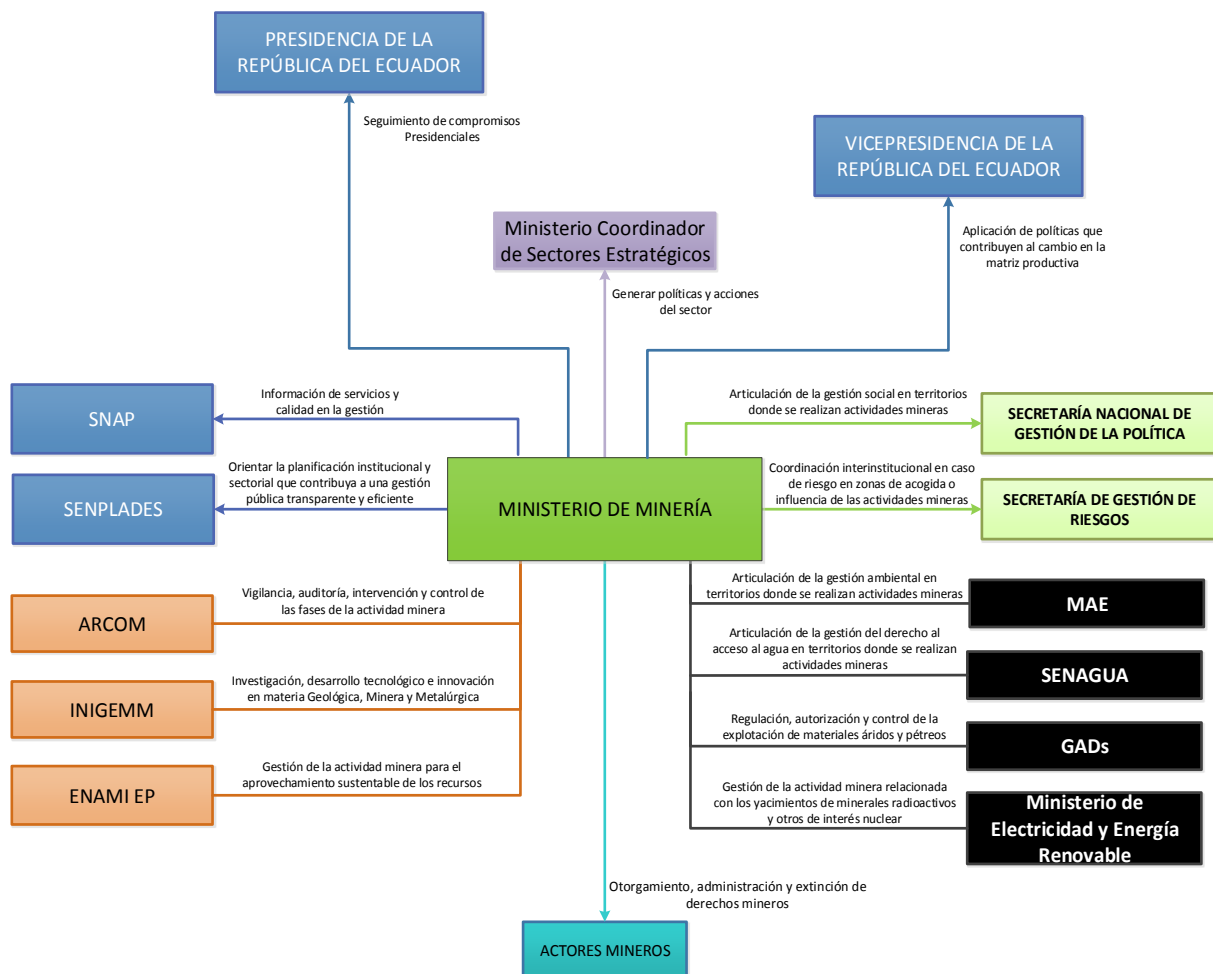 PRESIDENCIA DE LA
REPÚBLICA DEL ECUADOR
Seguimiento de compromisos
Presidenciales
VICEPRESIDENCIA DE LA
REPÚBLICA DEL ECUADOR
Ministerio Coordinador
de Sectores Estratégicos
Aplicación de políticas que
contribuyen al cambio en la
matriz productiva
Generar políticas y acciones
del sector
SNAP
Información de servicios y
calidad en la gestión
Articulación de la gestión social en territorios
donde se realizan actividades mineras
SECRETARÍA NACIONAL DE
GESTIÓN DE LA POLÍTICA
SENPLADES
Orientar la planificación institucional y
sectorial que contribuya a una gestión
pública transparente y eficiente
MINISTERIO DE MINERÍA
Coordinación interinstitucional en caso
de riesgo en zonas de acogida o
influencia de las actividades mineras
SECRETARÍA DE GESTIÓN DE
RIESGOS
ARCOM
Vigilancia, auditoría, intervención y control de
las fases de la actividad minera
Articulación de la gestión ambiental en
territorios donde se realizan actividades mineras
MAE
INIGEMM
Investigación, desarrollo tecnológico e innovación
en materia Geológica, Minera y Metalúrgica
Articulación de la gestión del derecho al
acceso al agua en territorios donde se realizan
actividades mineras
SENAGUA
ENAMI EP
Gestión de la actividad minera para el
aprovechamiento sustentable de los recursos
Regulación, autorización y control de la
explotación de materiales áridos y pétreos
GADs
Gestión de la actividad minera relacionada
con los yacimientos de minerales radioactivos
y otros de interés nuclear
Ministerio de
Electricidad y Energía
Renovable
Otorgamiento, administración y extinción de
derechos mineros
ACTORES MINEROS